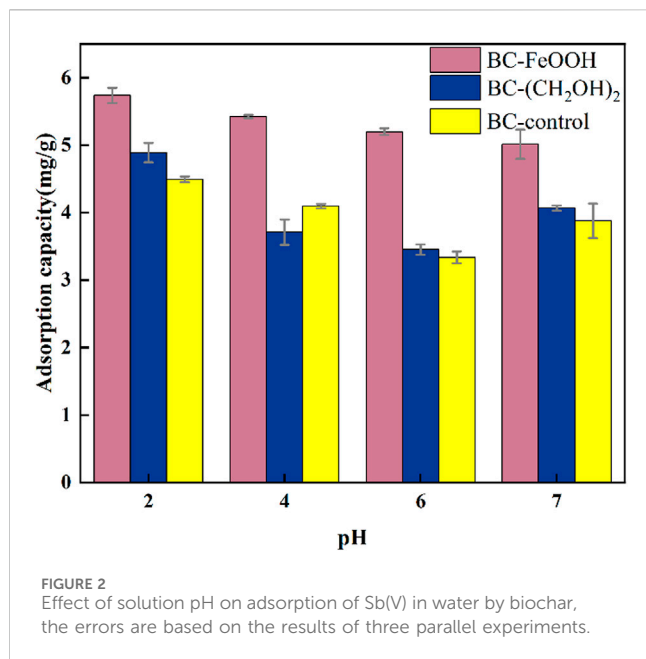 BC-FeOOH
BC-(CH₂OH)₂
BC-control
Adsorption capacity(mg/g)
6
5
4
3
2
1
0
2 4 6 7
pH
FIGURE 2
Effect of solution pH on adsorption of Sb(V) in water by biochar,
the errors are based on the results of three parallel experiments.